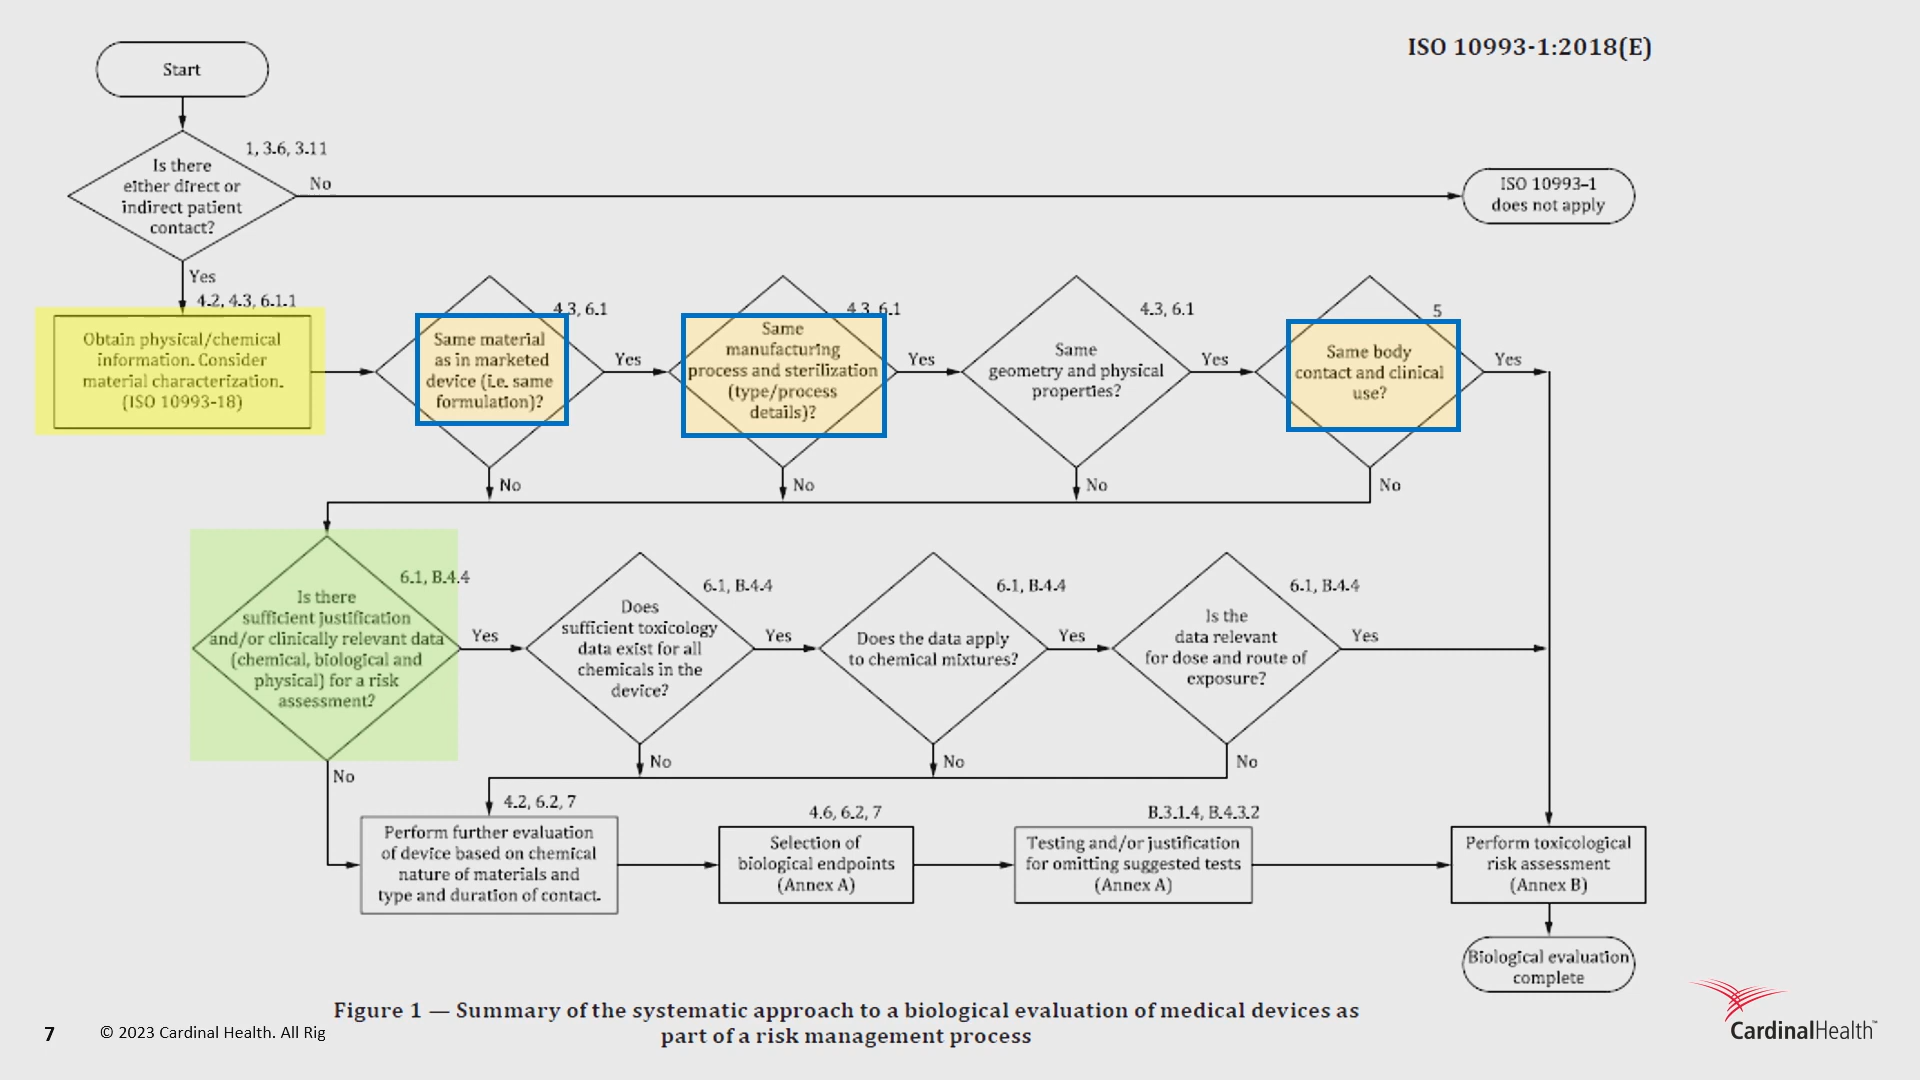 ISO 10993-1:2018(E)
Start
1, 3.6, 3.11
Is there
either direct or
indirect patient
contact?
No
ISO 10993–1
does not apply
Yes
4.2, 4.3, 6.1.1
Obtain physical/chemical
information. Consider
material characterization.
(ISO 10993-18)
4.3, 6.1
Same material
as in marketed
device (i.e. same
formulation)?
Yes
No
4.3, 6.1
Same
manufacturing
process and sterilization
(type/process
details)?
Yes
No
4.3, 6.1
Same
geometry and physical
properties?
Yes
No
5
Same body
contact and clinical
use?
Yes
No
6.1, B.4.4
Is there
sufficient justification
and/or clinically relevant data
(chemical, biological and
physical) for a risk
assessment?
Yes
No
6.1, B.4.4
Does
sufficient toxicology
data exist for all
chemicals in the
device?
Yes
No
6.1, B.4.4
Does the data apply
to chemical mixtures?
Yes
No
6.1, B.4.4
Is the
data relevant
for dose and route of
exposure?
Yes
No
4.2, 6.2, 7
Perform further evaluation
of device based on chemical
nature of materials and
type and duration of contact.
4.6, 6.2, 7
Selection of
biological endpoints
(Annex A)
B.3.1.4, B.4.3.2
Testing and/or justification
for omitting suggested tests
(Annex A)
Perform toxicological
risk assessment
(Annex B)
Biological evaluation
complete
Figure 1 — Summary of the systematic approach to a biological evaluation of medical devices as
part of a risk management process
7
© 2023 Cardinal Health. All Rig
CardinalHealth™